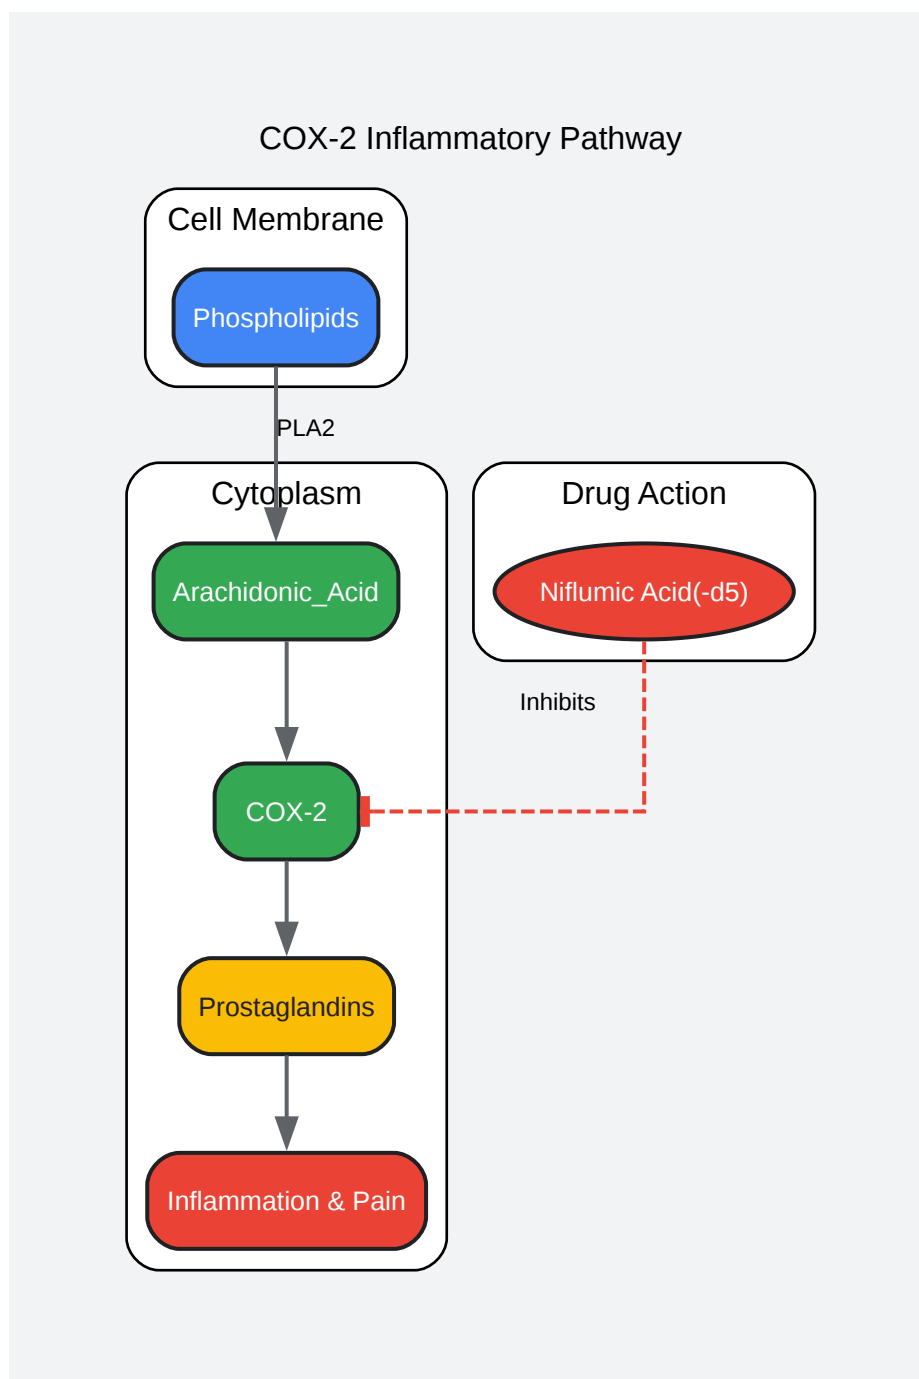 COX-2 Inflammatory Pathway
Cell Membrane
Phospholipids
PLA2
Cytoplasm
Drug Action
Arachidonic_Acid
Niflumic Acid(-d5)
Inhibits
COX-2
Prostaglandins
Inflammation & Pain